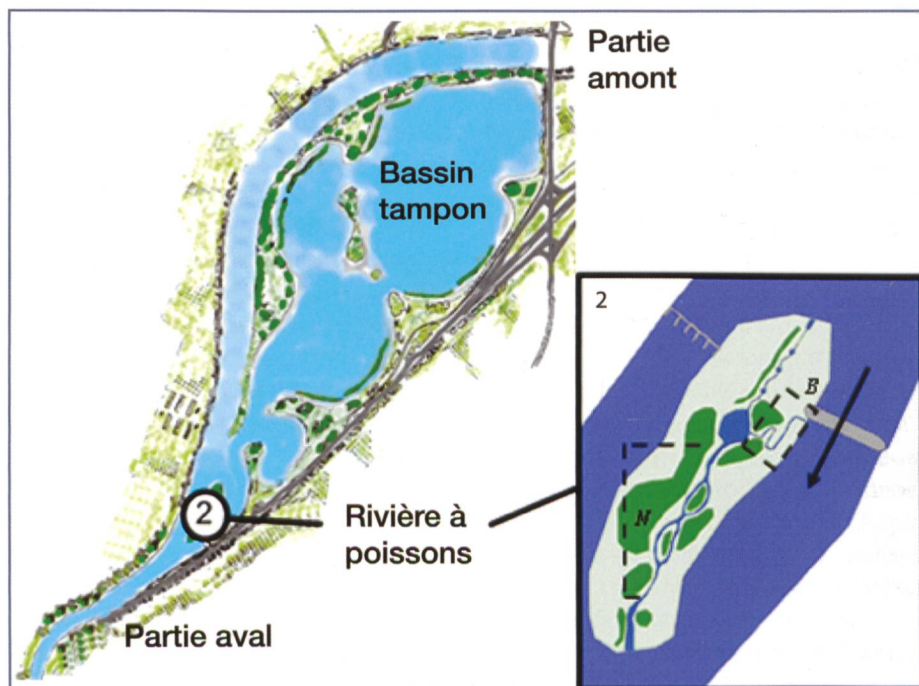 Partie
amont
Bassin
tampon
2
B
N
2
Rivière à
poissons
Partie aval